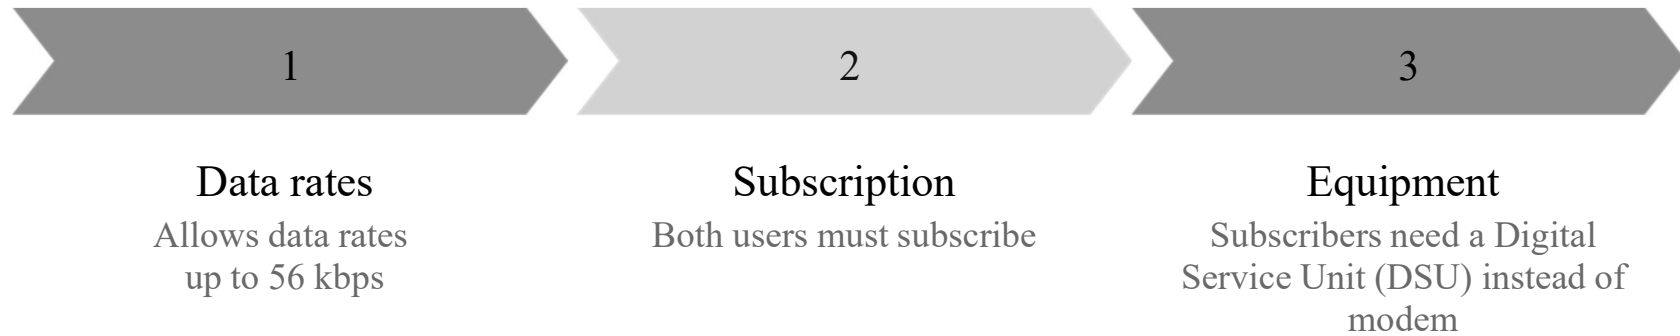 1
2
3
Data rates
Allows data rates
up to 56 kbps
Subscription
Both users must subscribe
Equipment
Subscribers need a Digital
Service Unit (DSU) instead of
modem